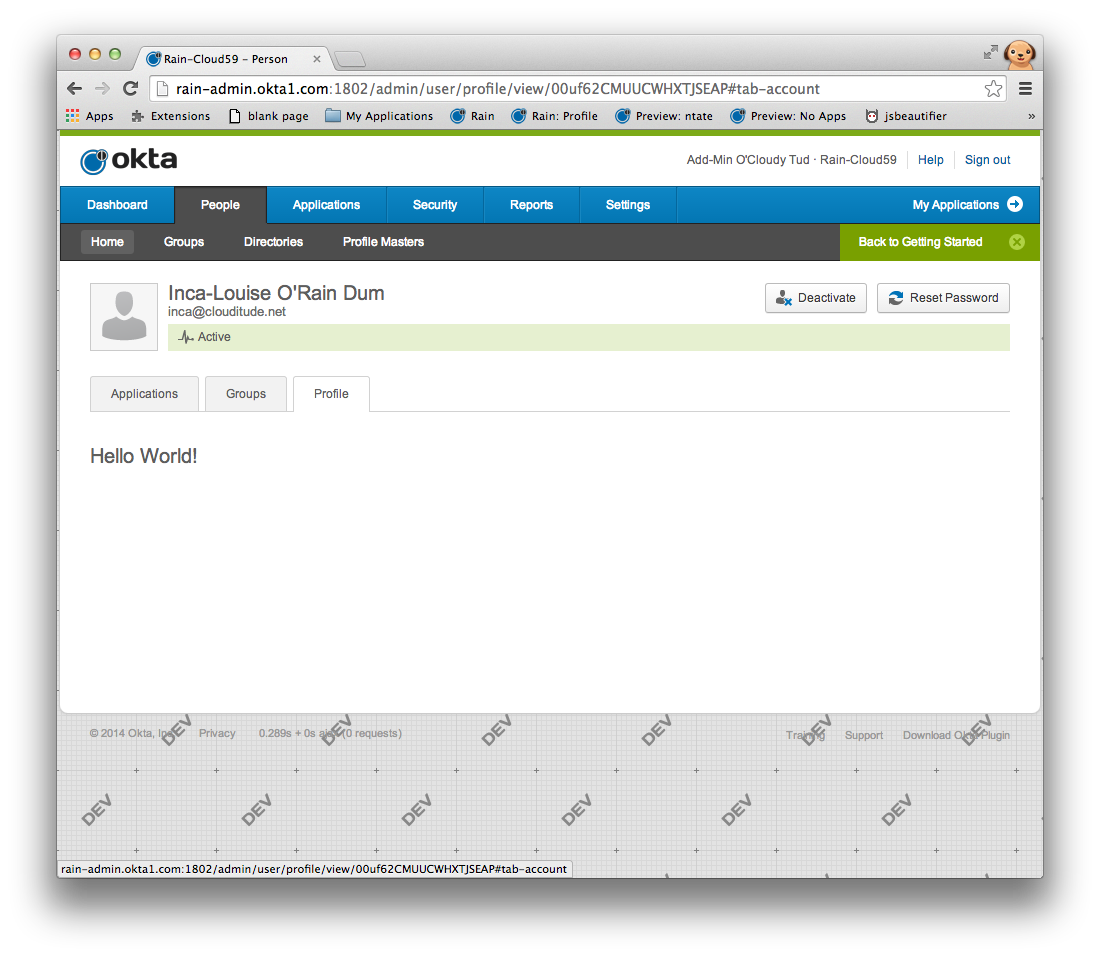 Rain-Cloud59 – Person
rain-admin.okta1.com:1802/admin/user/profile/view/00uf62CMUUCWHXTJSEAP#tab-account
Apps Extensions blank page My Applications Rain Rain: Profile Preview: ntate Preview: No Apps jsbeautifier »
okta
Add-Min O'Cloudy Tud · Rain-Cloud59 Help Sign out
Dashboard People Applications Security Reports Settings My Applications
Home Groups Directories Profile Masters Back to Getting Started
Inca-Louise O'Rain Dum
Deactivate Reset Password
inca@clouditude.net
Active
Applications Groups Profile
Hello World!
© 2014 Okta, Inc. Privacy 0.289s + 0s ajax (0 requests) Training Support Download Okta Plugin
DEV DEV DEV DEV DEV DEV
DEV DEV DEV DEV DEV DEV
rain-admin.okta1.com:1802/admin/user/profile/view/00uf62CMUUCWHXTJSEAP#tab-account